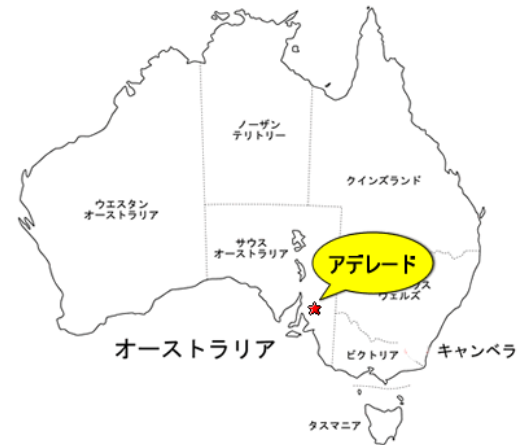 ノーザン
テリトリー
クインズランド
ウエスタン
オーストラリア
サウス
オーストラリア
アデレード
ウェルズ
オーストラリア
ビクトリア
キャンベラ
タスマニア